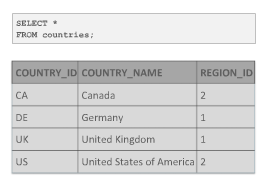 SELECT *
FROM countries;
COUNTRY_ID COUNTRY_NAME REGION_ID
CA Canada 2
DE Germany 1
UK United Kingdom 1
US United States of America 2